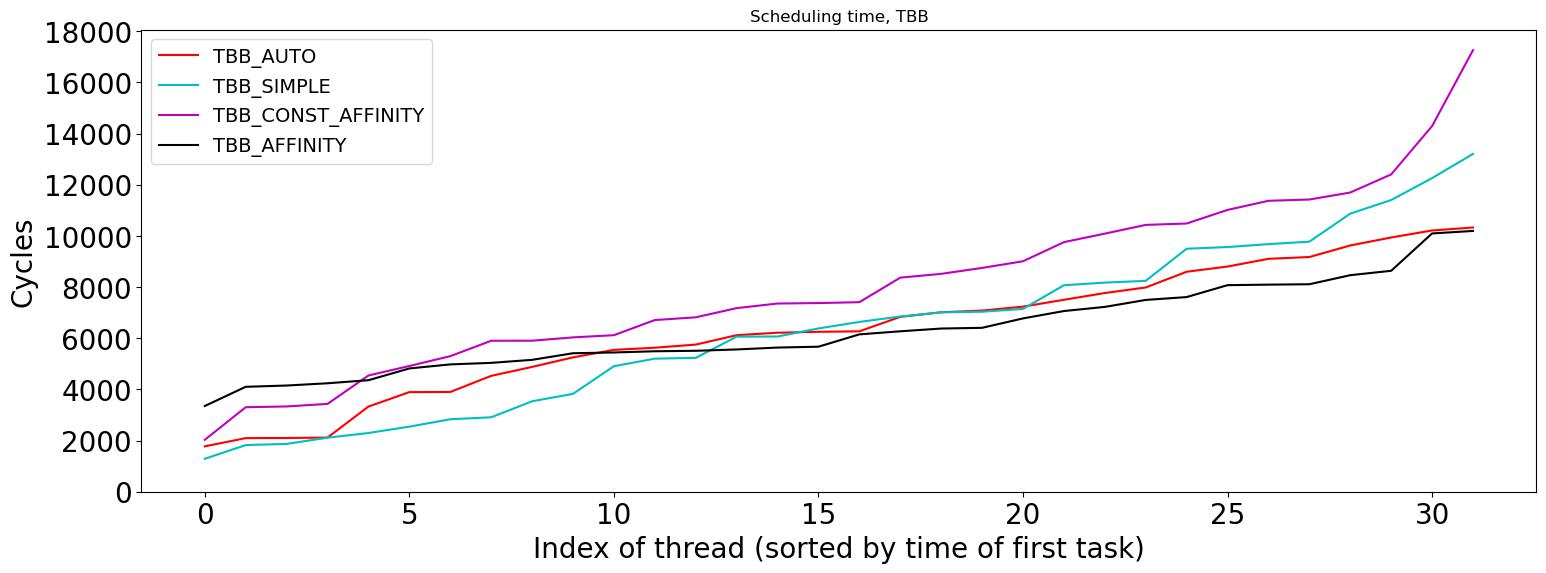 Scheduling time, TBB
18000
16000
14000
12000
10000
8000
6000
4000
2000
0
Cycles
TBB_AUTO
TBB_SIMPLE
TBB_CONST_AFFINITY
TBB_AFFINITY
0 5 10 15 20 25 30
Index of thread (sorted by time of first task)